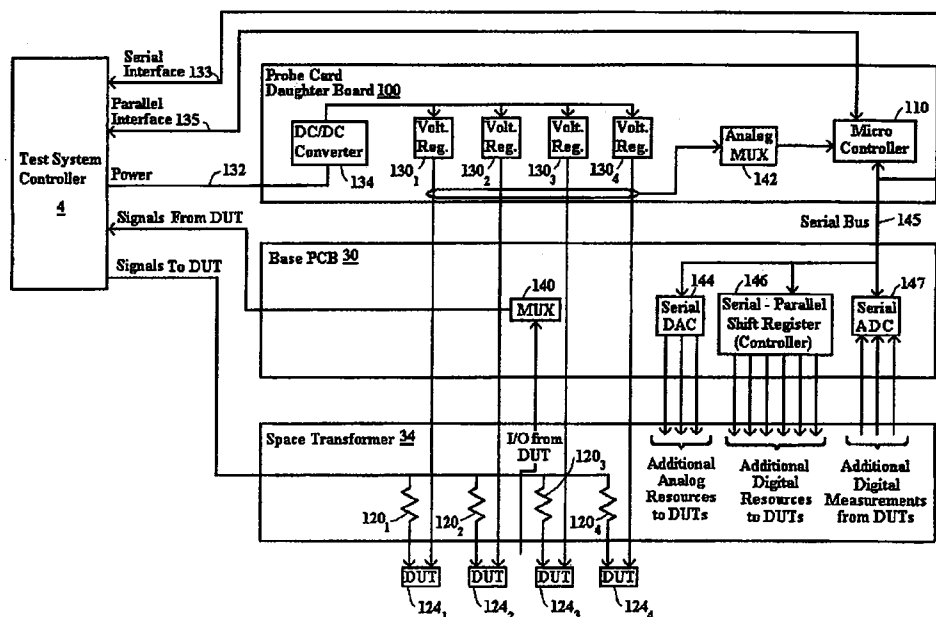 Serial
Interface 133
Parallel
Interface 135
Test System
Controller
4
Power
132
Signals From DUT
Signals To DUT
Probe Card
Daughter Board 100
DC/DC
Converter
134
Volt.
Reg.
130 1
Volt.
Reg.
130 2
Volt.
Reg.
130 3
Volt.
Reg.
130 4
Analog
MUX
142
110
Micro
Controller
Serial Bus
145
Base PCB 30
140
MUX
144
Serial
DAC
146
Serial - Parallel
Shift Register
(Controller)
147
Serial
ADC
Space Transformer 34
I/O from
DUT
120 1
120 2
120 3
120 4
Additional
Analog
Resources
to DUTs
Additional
Digital
Resources
to DUTs
Additional
Digital
Measurements
from DUTs
DUT
DUT
DUT
DUT
124 1
124 2
124 3
124 4